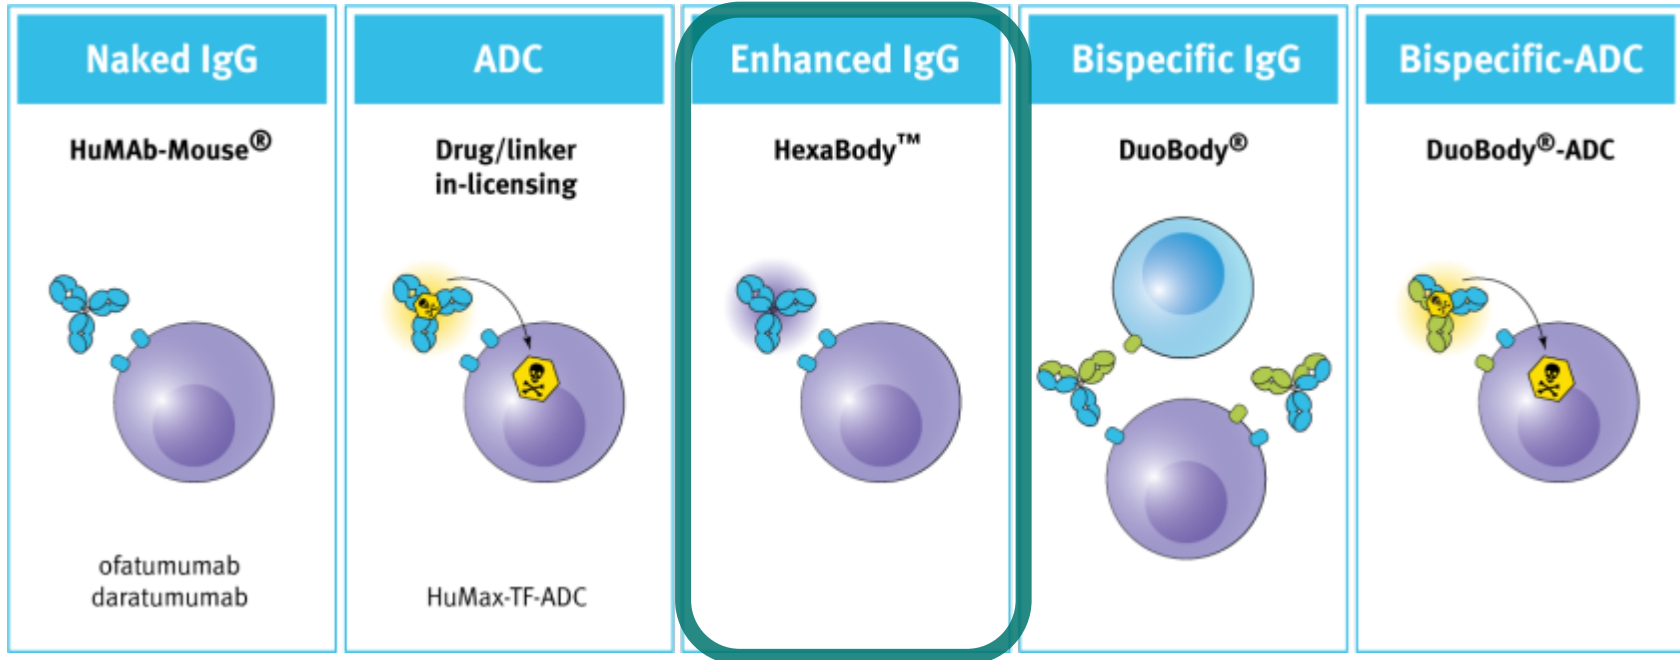 Naked IgG
HuMAb-Mouse®
ofatumumab
daratumumab
ADC
Drug/linker
in-licensing
HuMax-TF-ADC
Enhanced IgG
HexaBody™
Bispecific IgG
DuoBody®
Bispecific-ADC
DuoBody®-ADC